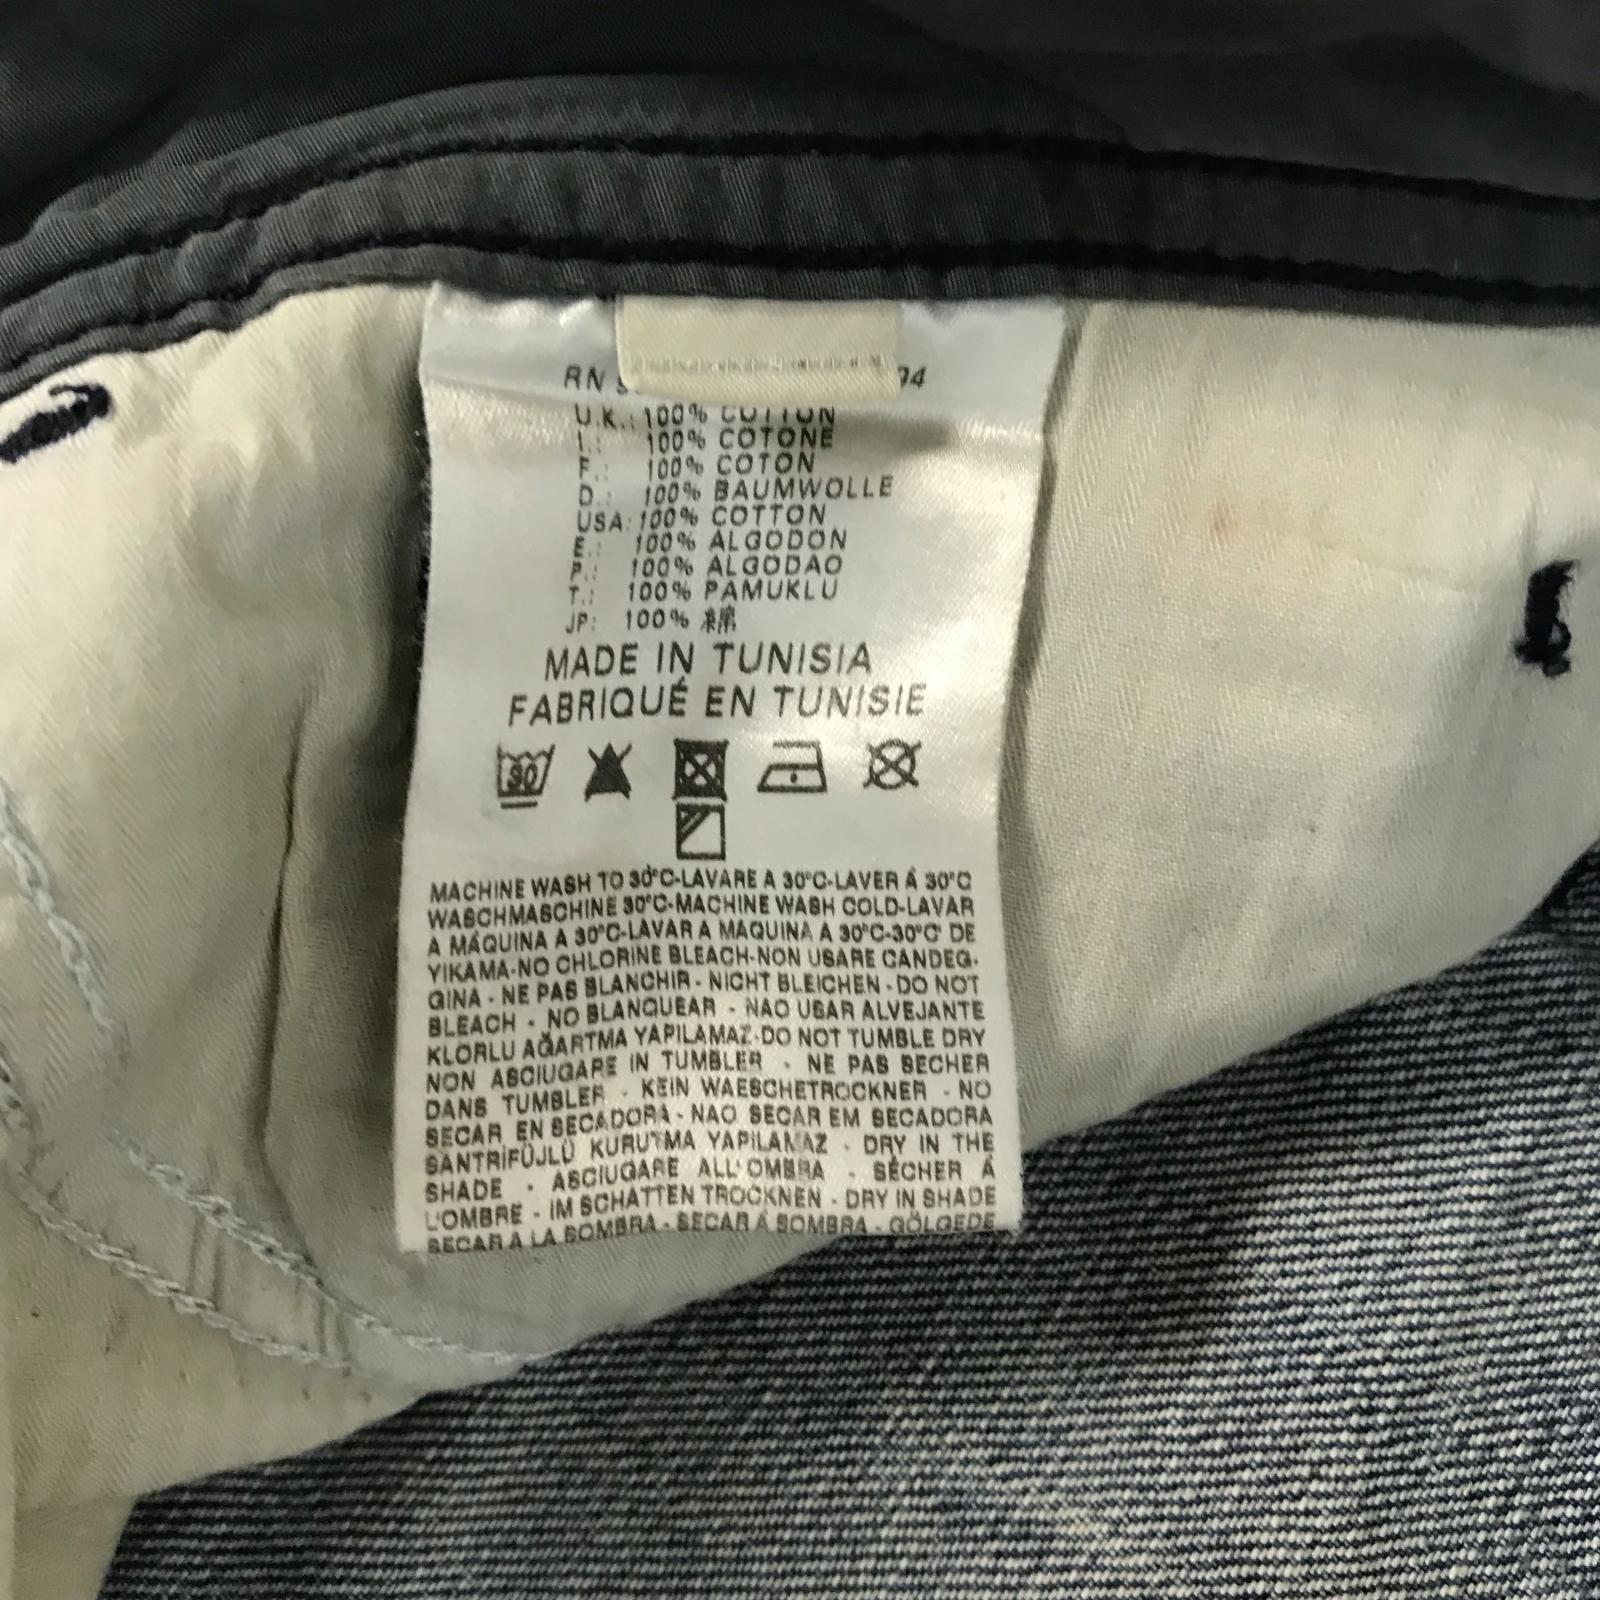 RN 94
U.K.: 100% COTTON
I.: 100% COTONE
F.: 100% COTON
D.: 100% BAUMWOLLE
USA: 100% COTTON
E.: 100% ALGODON
P.: 100% ALGODAO
T.: 100% PAMUKLU
JP: 100% 綿
MADE IN TUNISIA
FABRIQUÉ EN TUNISIE
30
MACHINE WASH TO 30°C-LAVARE A 30°C-LAVER Á 30°C
WASCHMASCHINE 30°C-MACHINE WASH COLD-LAVAR
A MÁQUINA A 30°C-LAVAR A MAQUINA A 30°C-30°C' DE
YIKAMA-NO CHLORINE BLEACH-NON USARE CANDEG-
GINA - NE PAS BLANCHIR - NICHT BLEICHEN - DO NOT
BLEACH - NO BLANQUEAR - NAO USAR ALVEJANTE
KLORLU AĞARTMA YAPILAMAZ-DO NOT TUMBLE DRY
NON ASCIUGARE IN TUMBLER - NE PAS SECHER
DANS TUMBLER - KEIN WAESCHETROCKNER - NO
SECAR EN SECADORA - NAO SECAR EM SECADORA
SANTRİFÜJLÜ KURUTMA YAPILAMAZ - DRY IN THE
SHADE - ASCIUGARE ALL'OMBRA - SÉCHER Á
L'OMBRE - IM SCHATTEN TROCKNEN - DRY IN SHADE
SECAR A LA SOMBRA - SECAR Á SOMBRA - GÖLGEDE